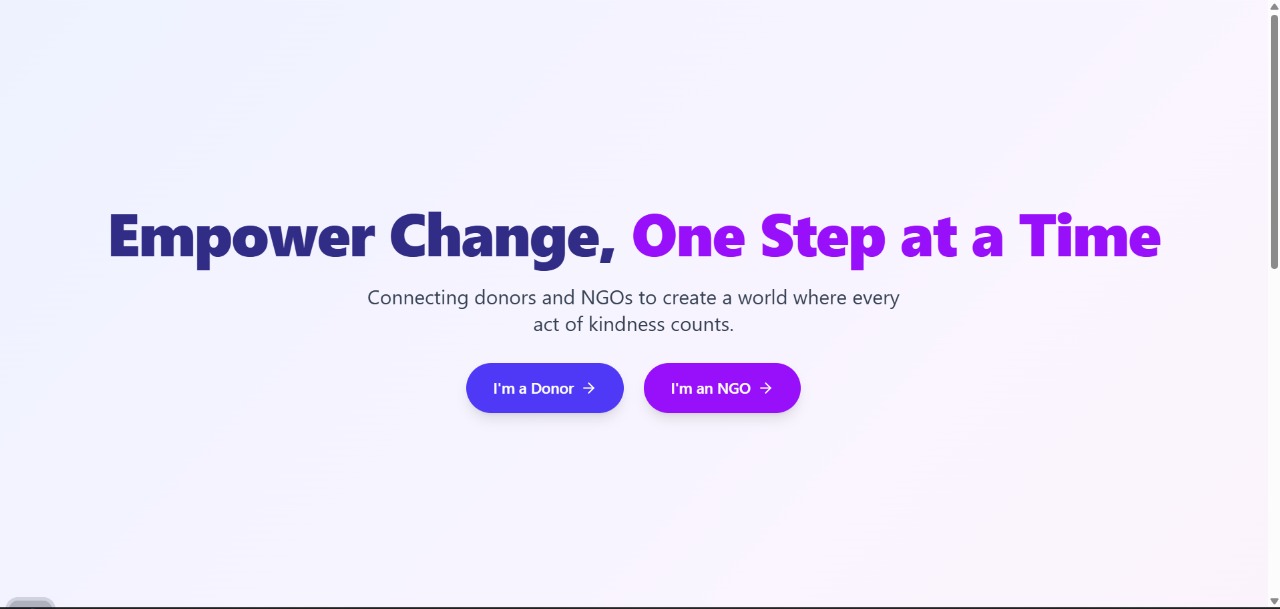 Empower Change, One Step at a Time
Connecting donors and NGOs to create a world where every
act of kindness counts.
I'm a Donor →
I'm an NGO →